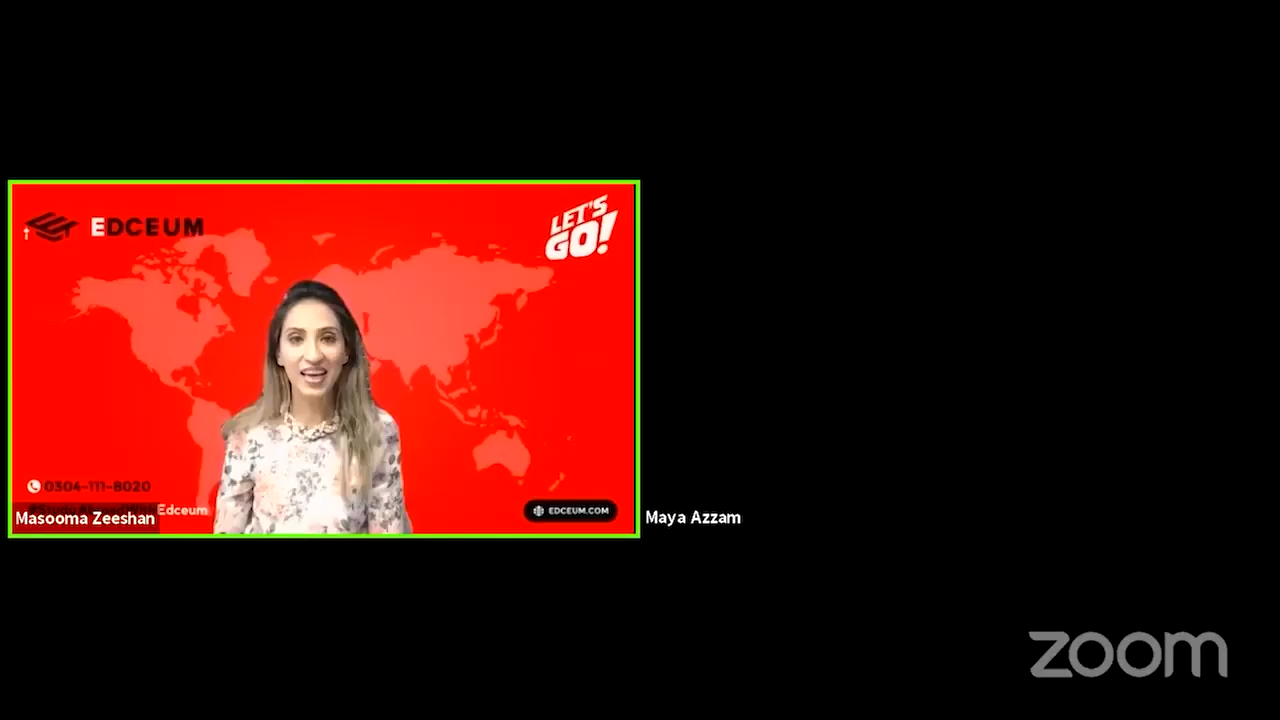 EDCEUM
LET'S
GO!
0304-111-8020
Edceum
Masooma Zeeshan
EDCEUM.COM
Maya Azzam
zoom